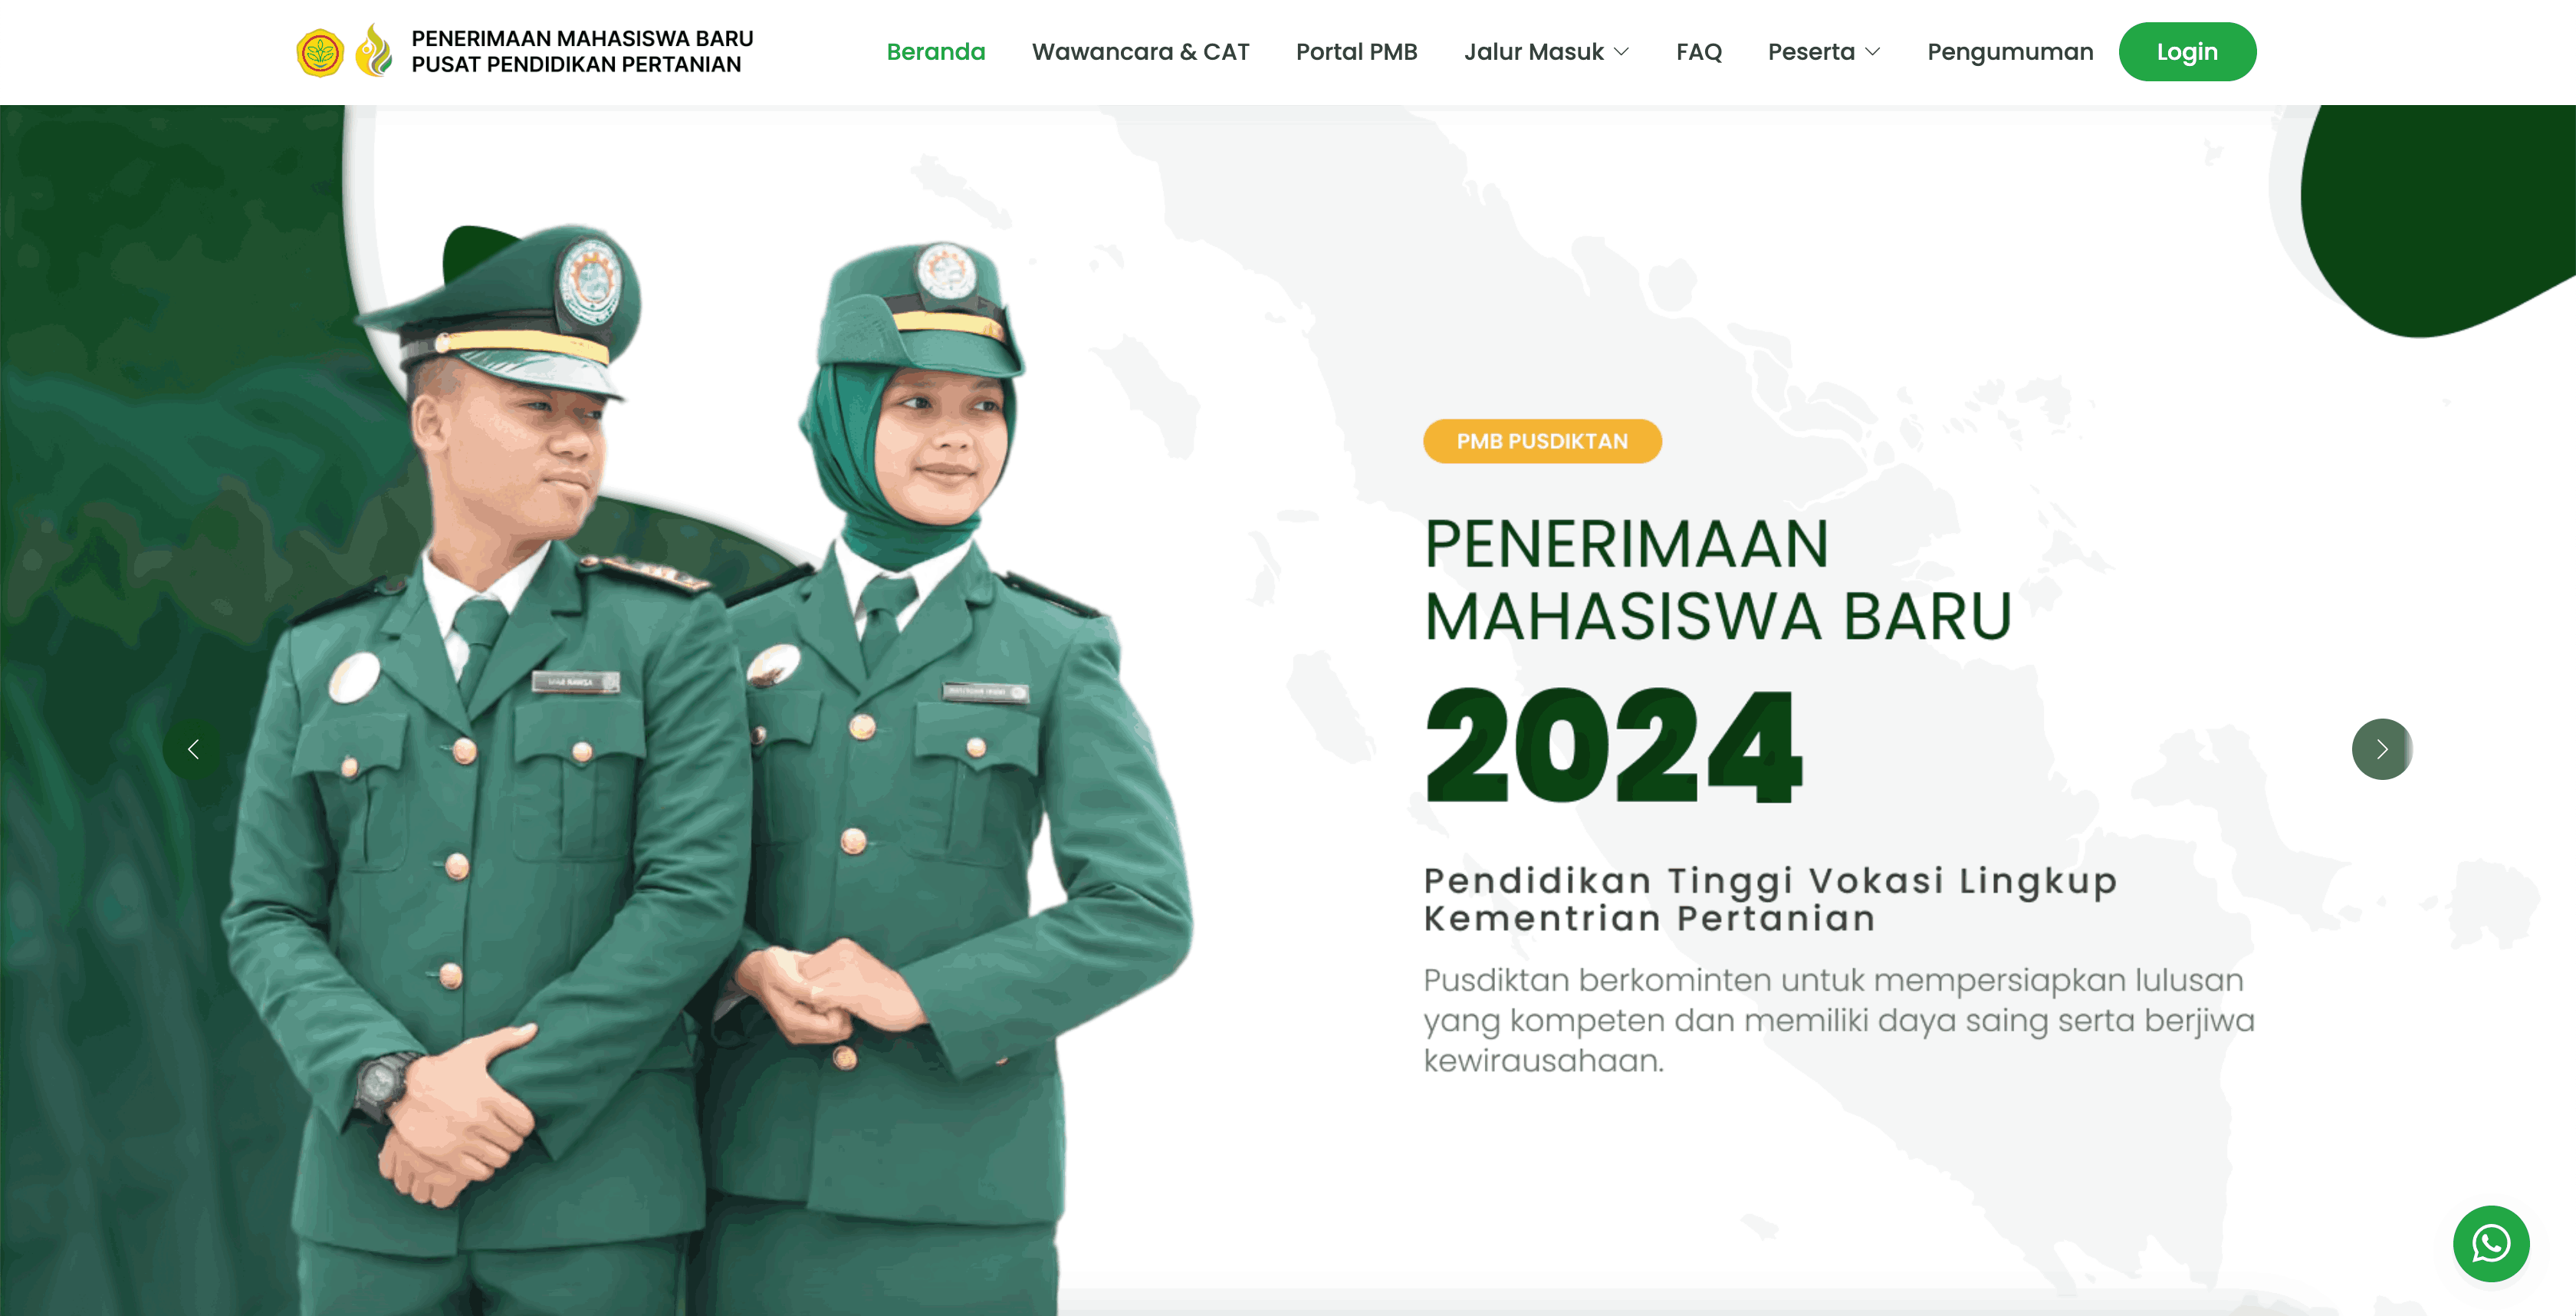 PENERIMAAN MAHASISWA BARU
PUSAT PENDIDIKAN PERTANIAN
Beranda
Wawancara & CAT
Portal PMB
Jalur Masuk
FAQ
Peserta
Pengumuman
Login
PMB PUSDIKTAN
PENERIMAAN
MAHASISWA BARU
2024
Pendidikan Tinggi Vokasi Lingkup
Kementrian Pertanian
Pusdiktan berkominten untuk mempersiapkan lulusan
yang kompeten dan memiliki daya saing serta berjiwa
kewirausahaan.